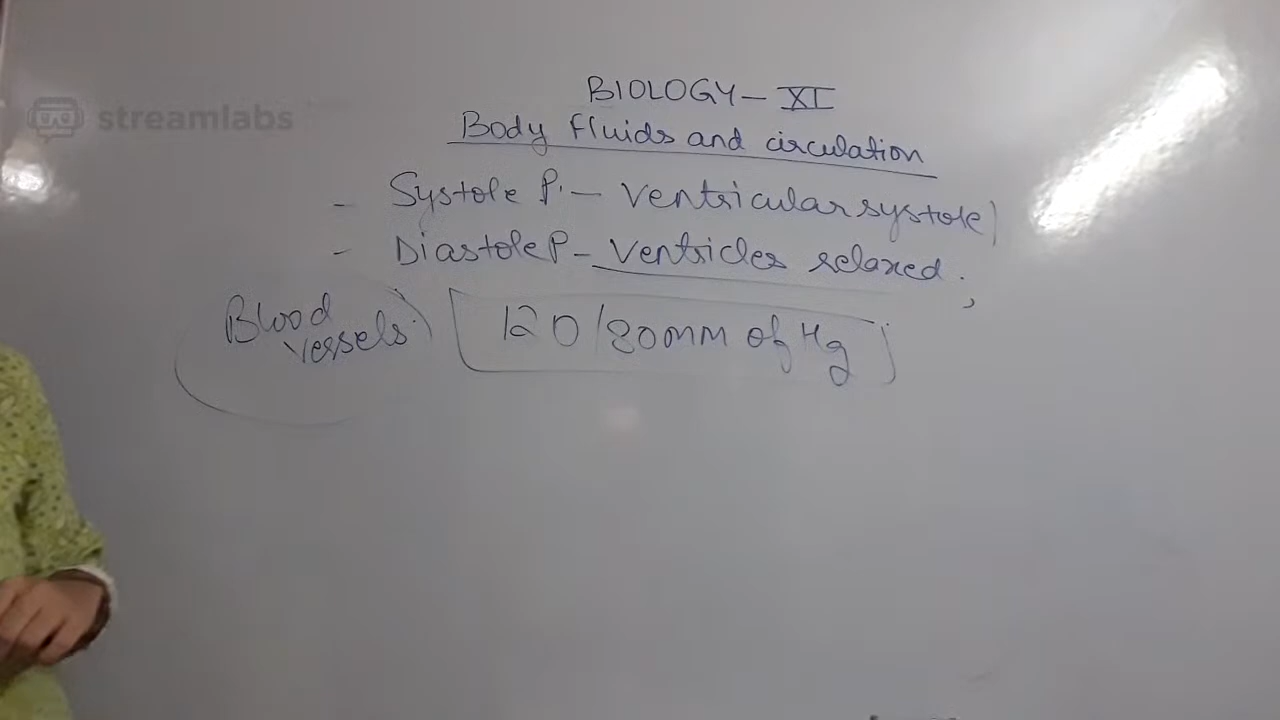 streamlabs
BIOLOGY - XI
Body fluids and circulation
- Systole P. - Ventricular systole
- Diastole P - Ventricles relaxed.
Blood
vessels
120/80mm of Hg